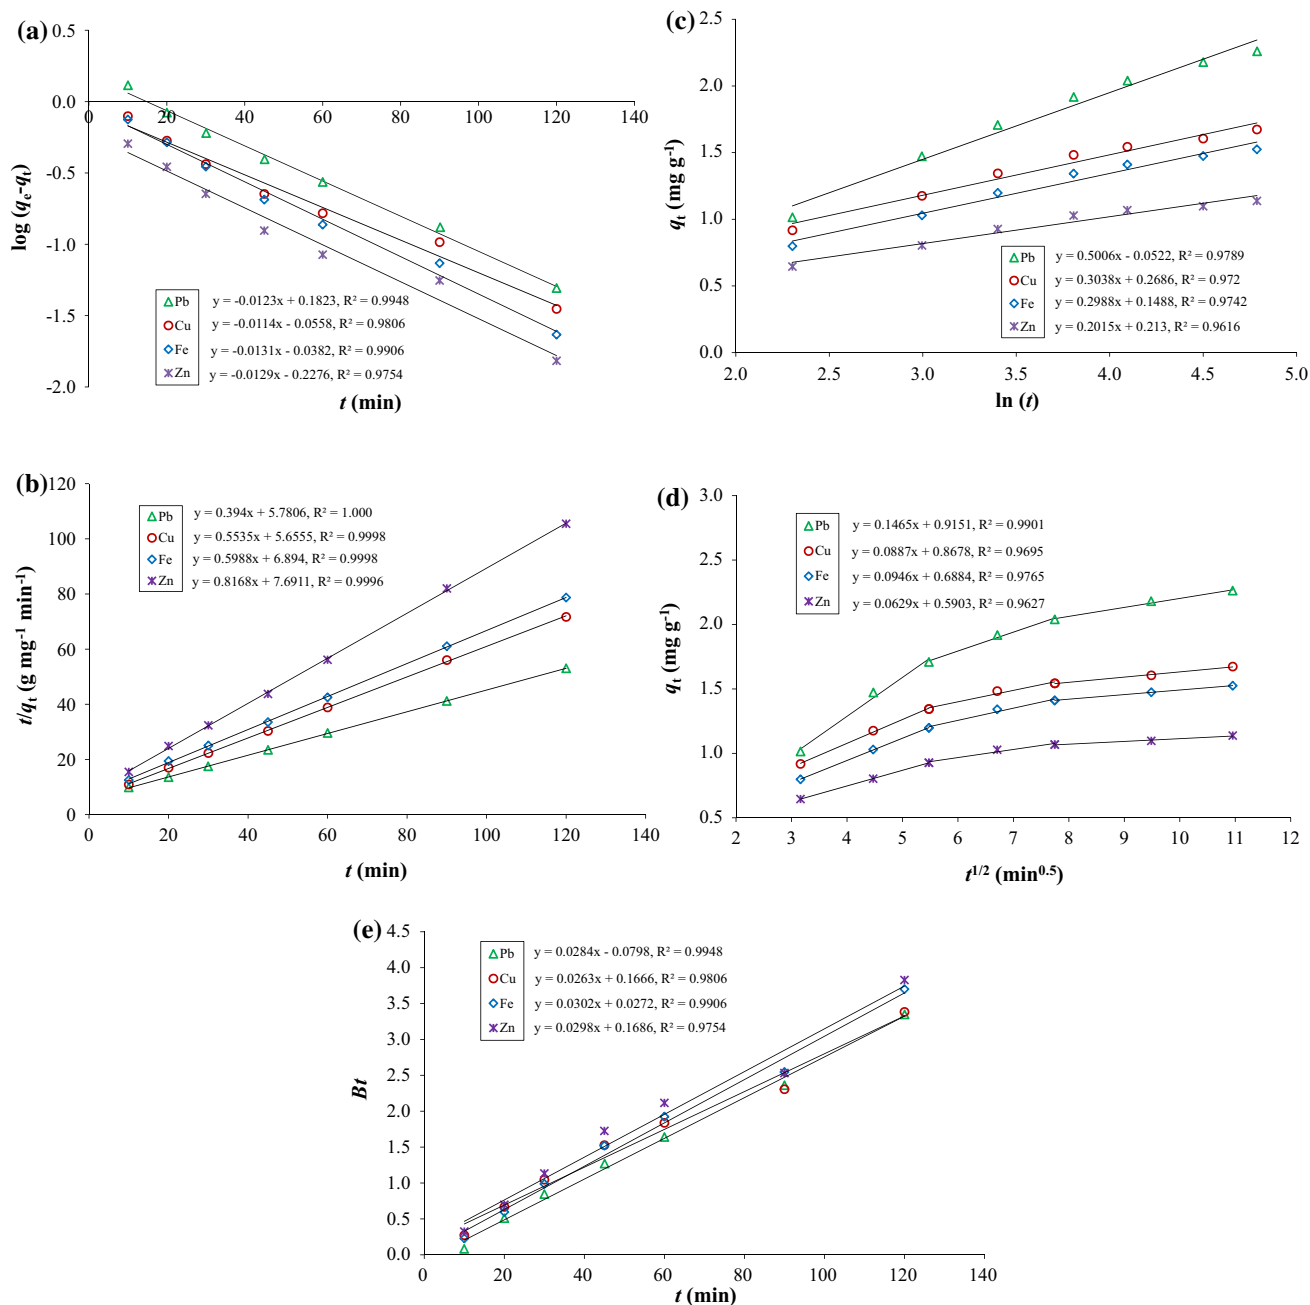 (a)
0.5
0.0
-0.5
-1.0
-1.5
-2.0
0 20 40 60 80 100 120 140
log (qe-qt)
t (min)
Pb y = -0.0123x + 0.1823, R² = 0.9948
Cu y = -0.0114x - 0.0558, R² = 0.9806
Fe y = -0.0131x - 0.0382, R² = 0.9906
Zn y = -0.0129x - 0.2276, R² = 0.9754
(c)
2.5
2.0
1.5
1.0
0.5
0.0
2.0 2.5 3.0 3.5 4.0 4.5 5.0
qt (mg g⁻¹)
ln (t)
Pb y = 0.5006x - 0.0522, R² = 0.9789
Cu y = 0.3038x + 0.2686, R² = 0.972
Fe y = 0.2988x + 0.1488, R² = 0.9742
Zn y = 0.2015x + 0.213, R² = 0.9616
(b)
120
100
80
60
40
20
0
0 20 40 60 80 100 120 140
t/qt (g mg⁻¹ min⁻¹)
t (min)
Pb y = 0.394x + 5.7806, R² = 1.000
Cu y = 0.5535x + 5.6555, R² = 0.9998
Fe y = 0.5988x + 6.894, R² = 0.9998
Zn y = 0.8168x + 7.6911, R² = 0.9996
(d)
3.0
2.5
2.0
1.5
1.0
0.5
2 3 4 5 6 7 8 9 10 11 12
qt (mg g⁻¹)
t^1/2 (min^0.5)
Pb y = 0.1465x + 0.9151, R² = 0.9901
Cu y = 0.0887x + 0.8678, R² = 0.9695
Fe y = 0.0946x + 0.6884, R² = 0.9765
Zn y = 0.0629x + 0.5903, R² = 0.9627
(e)
4.5
4.0
3.5
3.0
2.5
2.0
1.5
1.0
0.5
0.0
0 20 40 60 80 100 120 140
Bt
t (min)
Pb y = 0.0284x - 0.0798, R² = 0.9948
Cu y = 0.0263x + 0.1666, R² = 0.9806
Fe y = 0.0302x + 0.0272, R² = 0.9906
Zn y = 0.0298x + 0.1686, R² = 0.9754